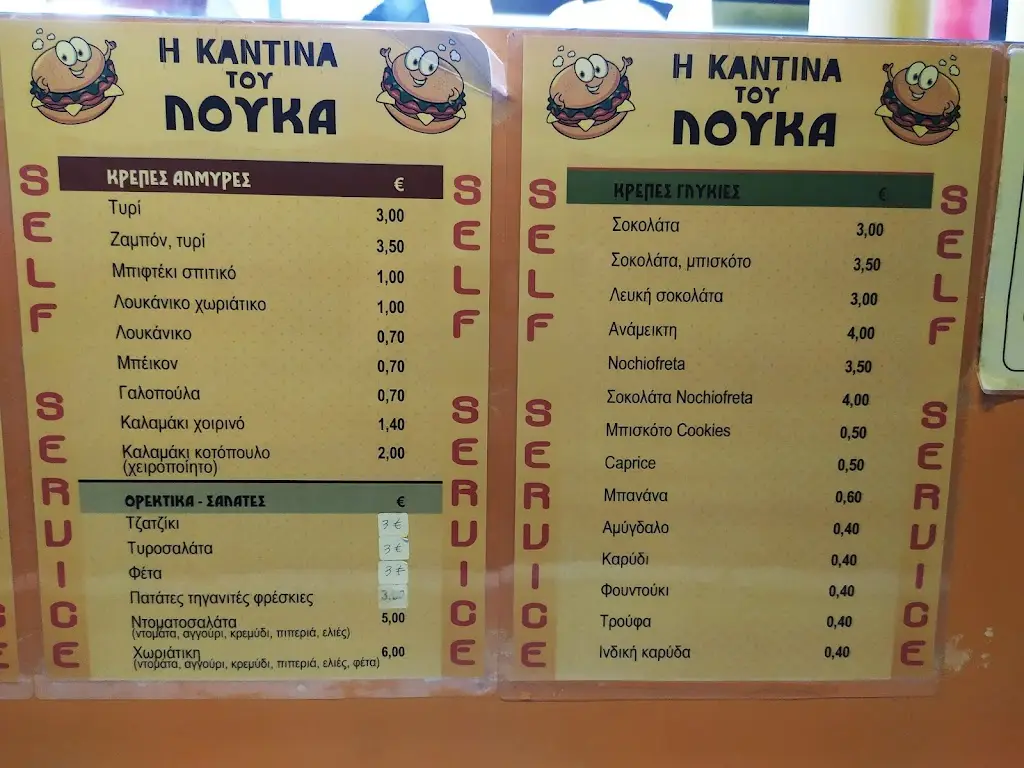 Η ΚΑΝΤΙΝΑ
ΤΟΥ
ΛΟΥΚΑ
SELF SERVICE
SELF SERVICE
ΚΡΕΠΕΣ ΑΛΜΥΡΕΣ €
Τυρί 3,00
Ζαμπόν, τυρί 3,50
Μπιφτέκι σπιτικό 1,00
Λουκάνικο χωριάτικο 1,00
Λουκάνικο 0,70
Μπέικον 0,70
Γαλοπούλα 0,70
Καλαμάκι χοιρινό 1,40
Καλαμάκι κοτόπουλο 2,00
(χειρόποίητο)
ΟΡΕΚΤΙΚΑ - ΣΑΛΑΤΕΣ €
Τζατζίκι 3 €
Τυροσαλάτα 3 €
Φέτα 3 €
Πατάτες τηγανιτές φρέσκιες
Ντοματοσαλάτα 5,00
(ντομάτα, αγγούρι, κρεμύδι, πιπεριά, ελιές)
Χωριάτικη 6,00
(ντομάτα, αγγούρι, κρεμύδι, πιπεριά, ελιές, φέτα)
Η ΚΑΝΤΙΝΑ
ΤΟΥ
ΛΟΥΚΑ
SELF SERVICE
SELF SERVICE
ΚΡΕΠΕΣ ΓΛΥΚΙΕΣ €
Σοκολάτα 3,00
Σοκολάτα, μπισκότο 3,50
Λευκή σοκολάτα 3,00
Ανάμεικτη 4,00
Nochiofreta 3,50
Σοκολάτα Nochiofreta 4,00
Μπισκότο Cookies 0,50
Caprice 0,50
Μπανάνα 0,60
Αμύγδαλο 0,40
Καρύδι 0,40
Φουντούκι 0,40
Τρούφα 0,40
Ινδική καρύδα 0,40